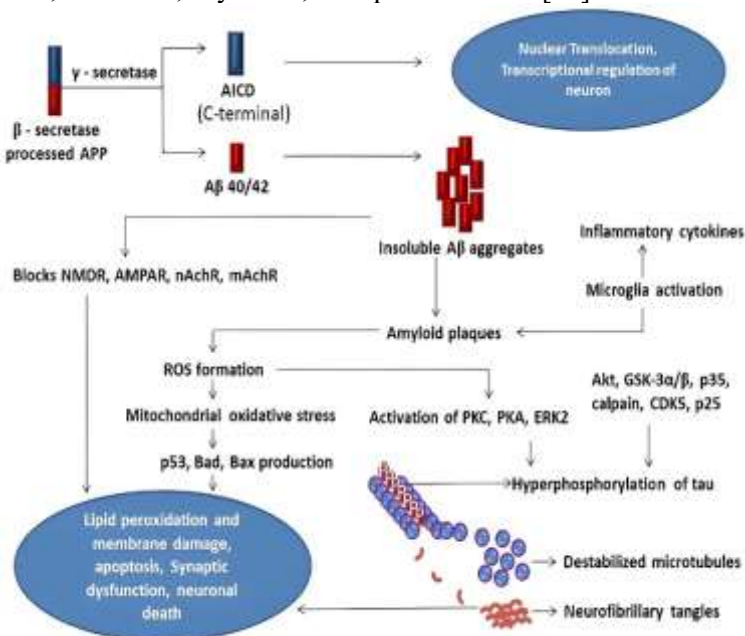 Nuclear Translocation,
Transcriptional regulation of
neuron
γ - secretase
AICD
(C-terminal)
β - secretase
processed APP
Aβ 40/42
Insoluble Aβ aggregates
Inflammatory cytokines
Blocks NMDR, AMPAR, nAchR, mAchR
Microglia activation
Amyloid plaques
ROS formation
Akt, GSK-3α/β, p35,
calpain, CDK5, p25
Mitochondrial oxidative stress
Activation of PKC, PKA, ERK2
p53, Bad, Bax production
Hyperphosphorylation of tau
Lipid peroxidation and
membrane damage,
apoptosis, Synaptic
dysfunction, neuronal
death
Destabilized microtubules
Neurofibrillary tangles